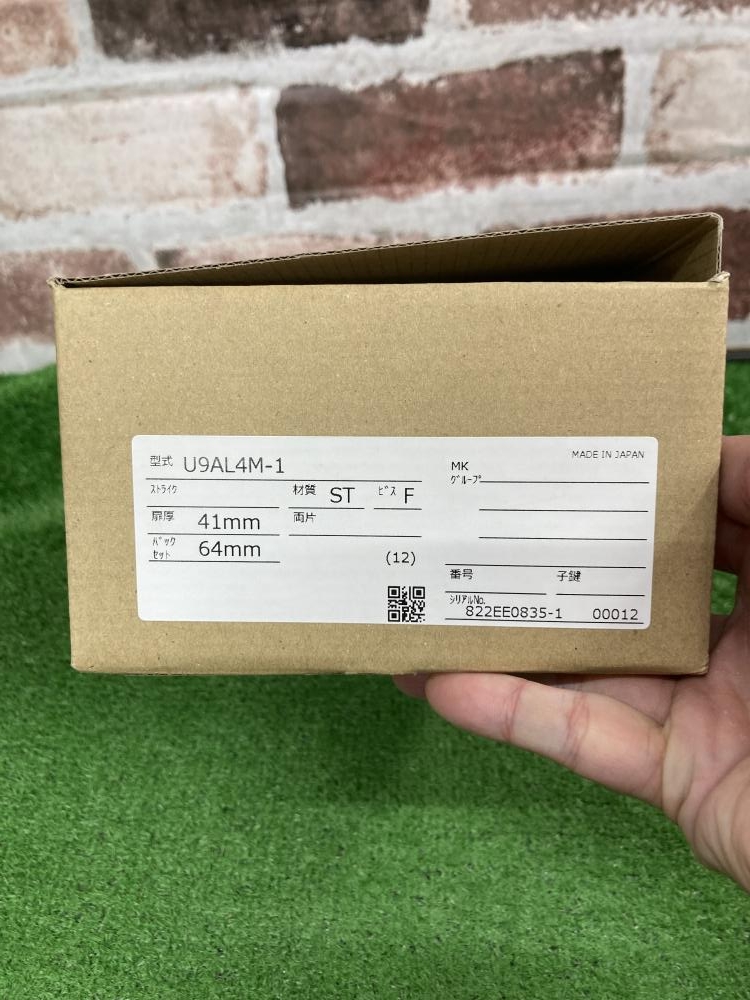 型式 U9AL4M-1
ストライク
材質 ST ビス F
扉厚 41mm
両片
バックセット 64mm
(12)
MADE IN JAPAN
MK
グループ
番号 子鍵
シリアルNo.
822EE0835-1 00012